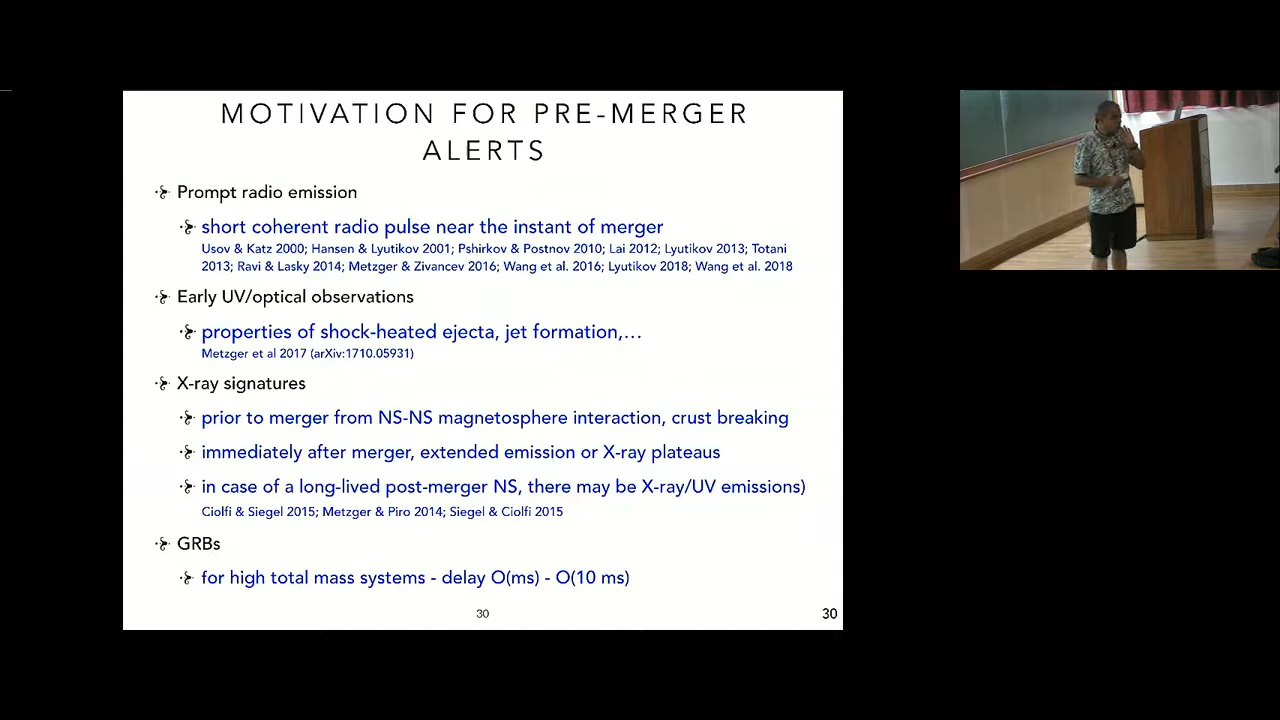 MOTIVATION FOR PRE-MERGER
ALERTS
Prompt radio emission
short coherent radio pulse near the instant of merger
Usov & Katz 2000; Hansen & Lyutikov 2001; Pshirkov & Postnov 2010; Lai 2012; Lyutikov 2013; Totani
2013; Ravi & Lasky 2014; Metzger & Zivancev 2016; Wang et al. 2016; Lyutikov 2018; Wang et al. 2018
Early UV/optical observations
properties of shock-heated ejecta, jet formation,…
Metzger et al 2017 (arXiv:1710.05931)
X-ray signatures
prior to merger from NS-NS magnetosphere interaction, crust breaking
immediately after merger, extended emission or X-ray plateaus
in case of a long-lived post-merger NS, there may be X-ray/UV emissions)
Ciolfi & Siegel 2015; Metzger & Piro 2014; Siegel & Ciolfi 2015
GRBs
for high total mass systems - delay O(ms) - O(10 ms)
30
30